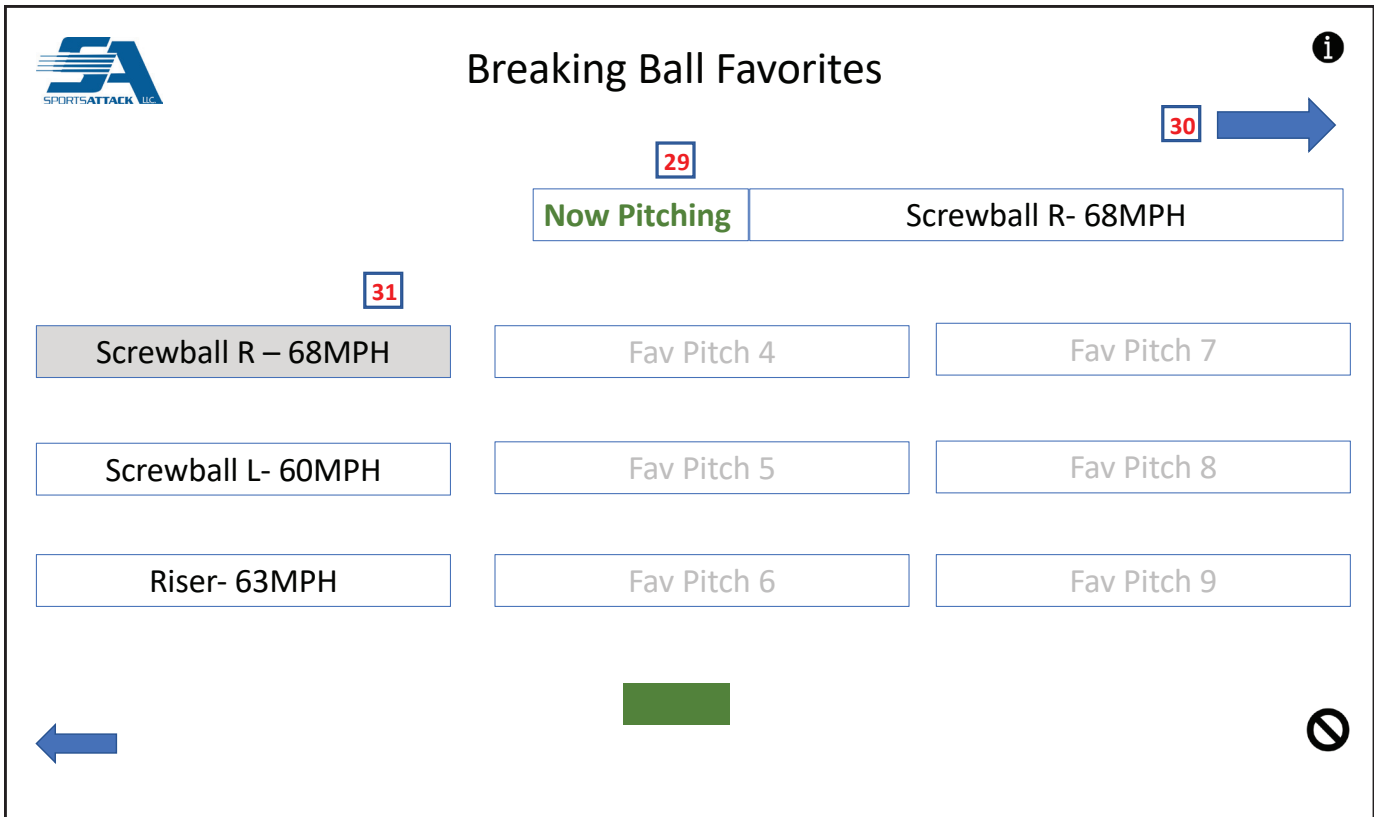 SPORTSATTACK LLC
Breaking Ball Favorites
30
29
Now Pitching
Screwball R- 68MPH
31
Screwball R – 68MPH
Fav Pitch 4
Fav Pitch 7
Screwball L- 60MPH
Fav Pitch 5
Fav Pitch 8
Riser- 63MPH
Fav Pitch 6
Fav Pitch 9